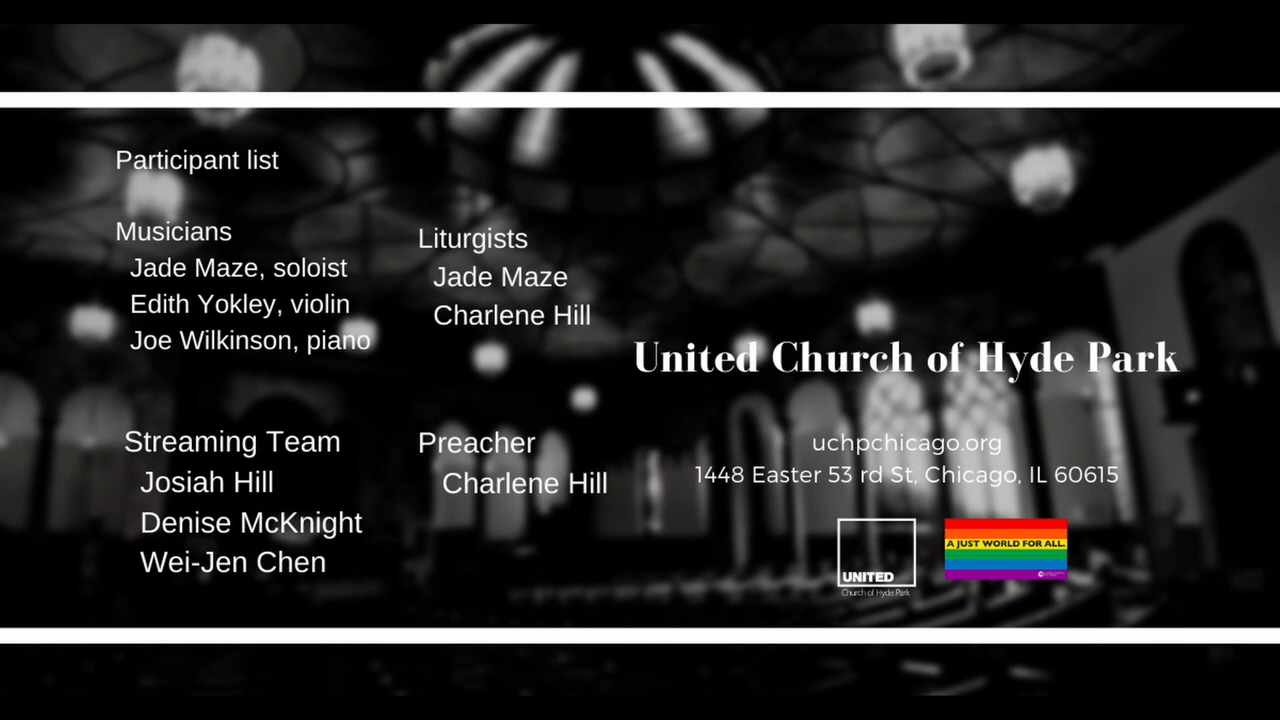 Participant list
Musicians
Jade Maze, soloist
Edith Yokley, violin
Joe Wilkinson, piano
Liturgists
Jade Maze
Charlene Hill
Streaming Team
Josiah Hill
Denise McKnight
Wei-Jen Chen
Preacher
Charlene Hill
United Church of Hyde Park
uchpchicago.org
1448 Easter 53 rd St, Chicago, IL 60615
UNITED
Church of Hyde Park
A JUST WORLD FOR ALL.